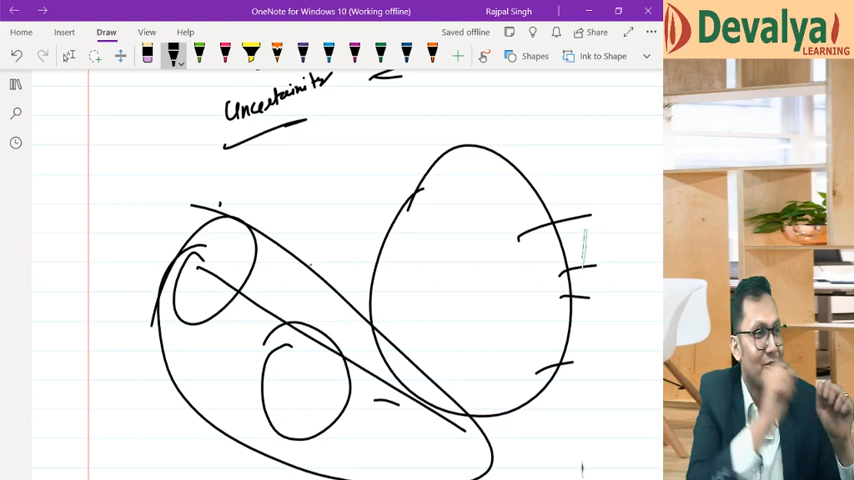 OneNote for Windows 10 (Working offline)
Rajpal Singh
Home Insert Draw View Help
Saved offline
Share
Shapes
Ink to Shape
Uncertainity
Devalya
LEARNING